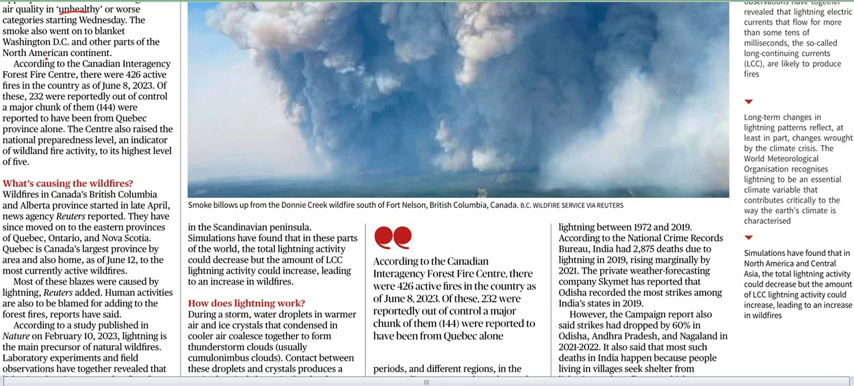 air quality in ‘unhealthy’ or worse
categories starting Wednesday. The
smoke also went on to blanket
Washington D.C. and other parts of the
North American continent.
According to the Canadian Interagency
Forest Fire Centre, there were 426 active
fires in the country as of June 8, 2023. Of
these, 232 were reportedly out of control
a major chunk of them (144) were
reported to have been from Quebec
province alone. The Centre also raised the
national preparedness level, an indicator
of wildland fire activity, to its highest level
of five.
What’s causing the wildfires?
Wildfires in Canada’s British Columbia
and Alberta province started in late April,
news agency Reuters reported. They have
since moved on to the eastern provinces
of Quebec, Ontario, and Nova Scotia.
Quebec is Canada’s largest province by
area and also home, as of June 12, to the
most currently active wildfires.
Most of these blazes were caused by
lightning, Reuters added. Human activities
are also to be blamed for adding to the
forest fires, reports have said.
According to a study published in
Nature on February 10, 2023, lightning is
the main precursor of natural wildfires.
Laboratory experiments and field
observations have together revealed that
Smoke billows up from the Donnie Creek wildfire south of Fort Nelson, British Columbia, Canada. B.C. WILDFIRE SERVICE VIA REUTERS
in the Scandinavian peninsula.
Simulations have found that in these parts
of the world, the total lightning activity
could decrease but the amount of LCC
lightning activity could increase, leading
to an increase in wildfires.
How does lightning work?
During a storm, water droplets in warmer
air and ice crystals that condensed in
cooler air coalesce together to form
thunderstorm clouds (usually
cumulonimbus clouds). Contact between
these droplets and crystals produces a
According to the Canadian
Interagency Forest Fire Centre, there
were 426 active fires in the country as
of June 8, 2023. Of these, 232 were
reportedly out of control a major
chunk of them (144) were reported to
have been from Quebec alone
periods, and different regions, in the
lightning between 1972 and 2019.
According to the National Crime Records
Bureau, India had 2,875 deaths due to
lightning in 2019, rising marginally by
2021. The private weather-forecasting
company Skymet has reported that
Odisha recorded the most strikes among
India’s states in 2019.
However, the Campaign report also
said strikes had dropped by 60% in
Odisha, Andhra Pradesh, and Nagaland in
2021-2022. It also said that most such
deaths in India happen because people
living in villages seek shelter from
observations have together
revealed that lightning electric
currents that flow for more
than some tens of
milliseconds, the so-called
long-continuing currents
(LCC), are likely to produce
fires
Long-term changes in
lightning patterns reflect, at
least in part, changes wrought
by the climate crisis. The
World Meteorological
Organisation recognises
lightning to be an essential
climate variable that
contributes critically to the
way the earth’s climate is
characterised
Simulations have found that in
North America and Central
Asia, the total lightning activity
could decrease but the amount
of LCC lightning activity could
increase, leading to an increase
in wildfires